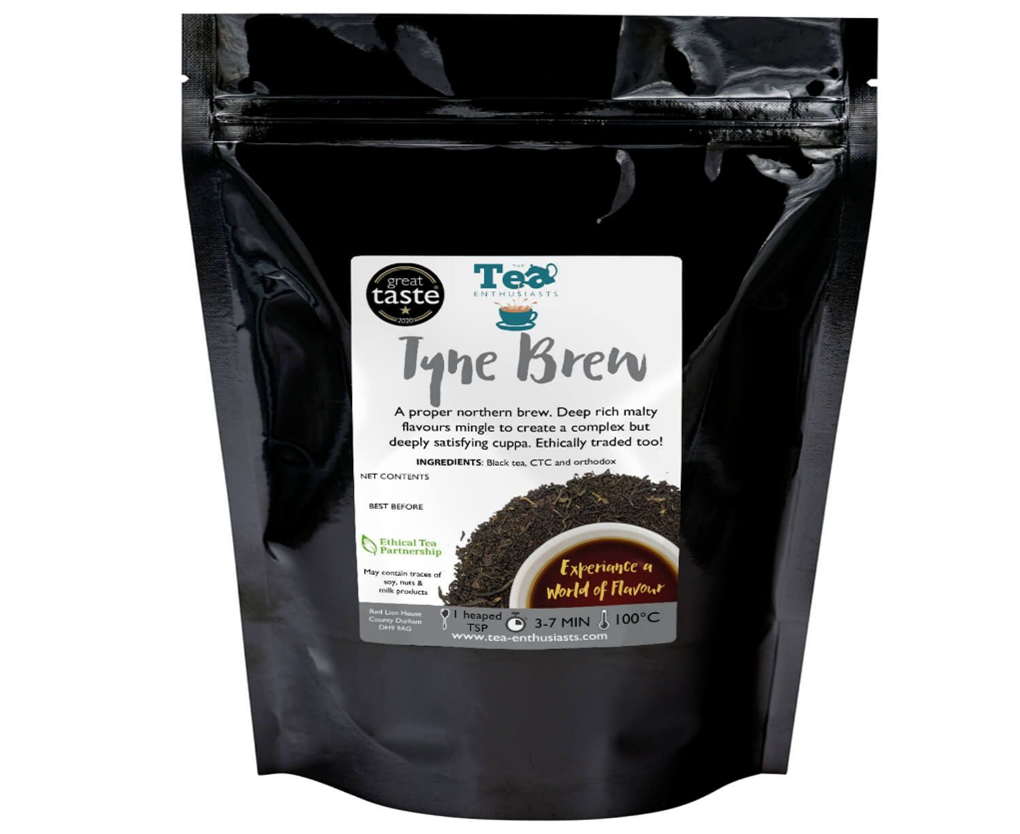 great
taste
2020
THE
Tea
ENTHUSIASTS
Tyne Brew
A proper northern brew. Deep rich malty
flavours mingle to create a complex but
deeply satisfying cuppa. Ethically traded too!
INGREDIENTS: Black tea, CTC and orthodox
NET CONTENTS
BEST BEFORE
Ethical Tea
Partnership
May contain traces of
soy, nuts &
milk products
Experiance a
World of Flavour
Red Lion House
County Durham
DH9 9AG
1 heaped
TSP
3-7 MIN
100°C
www.tea-enthusiasts.com